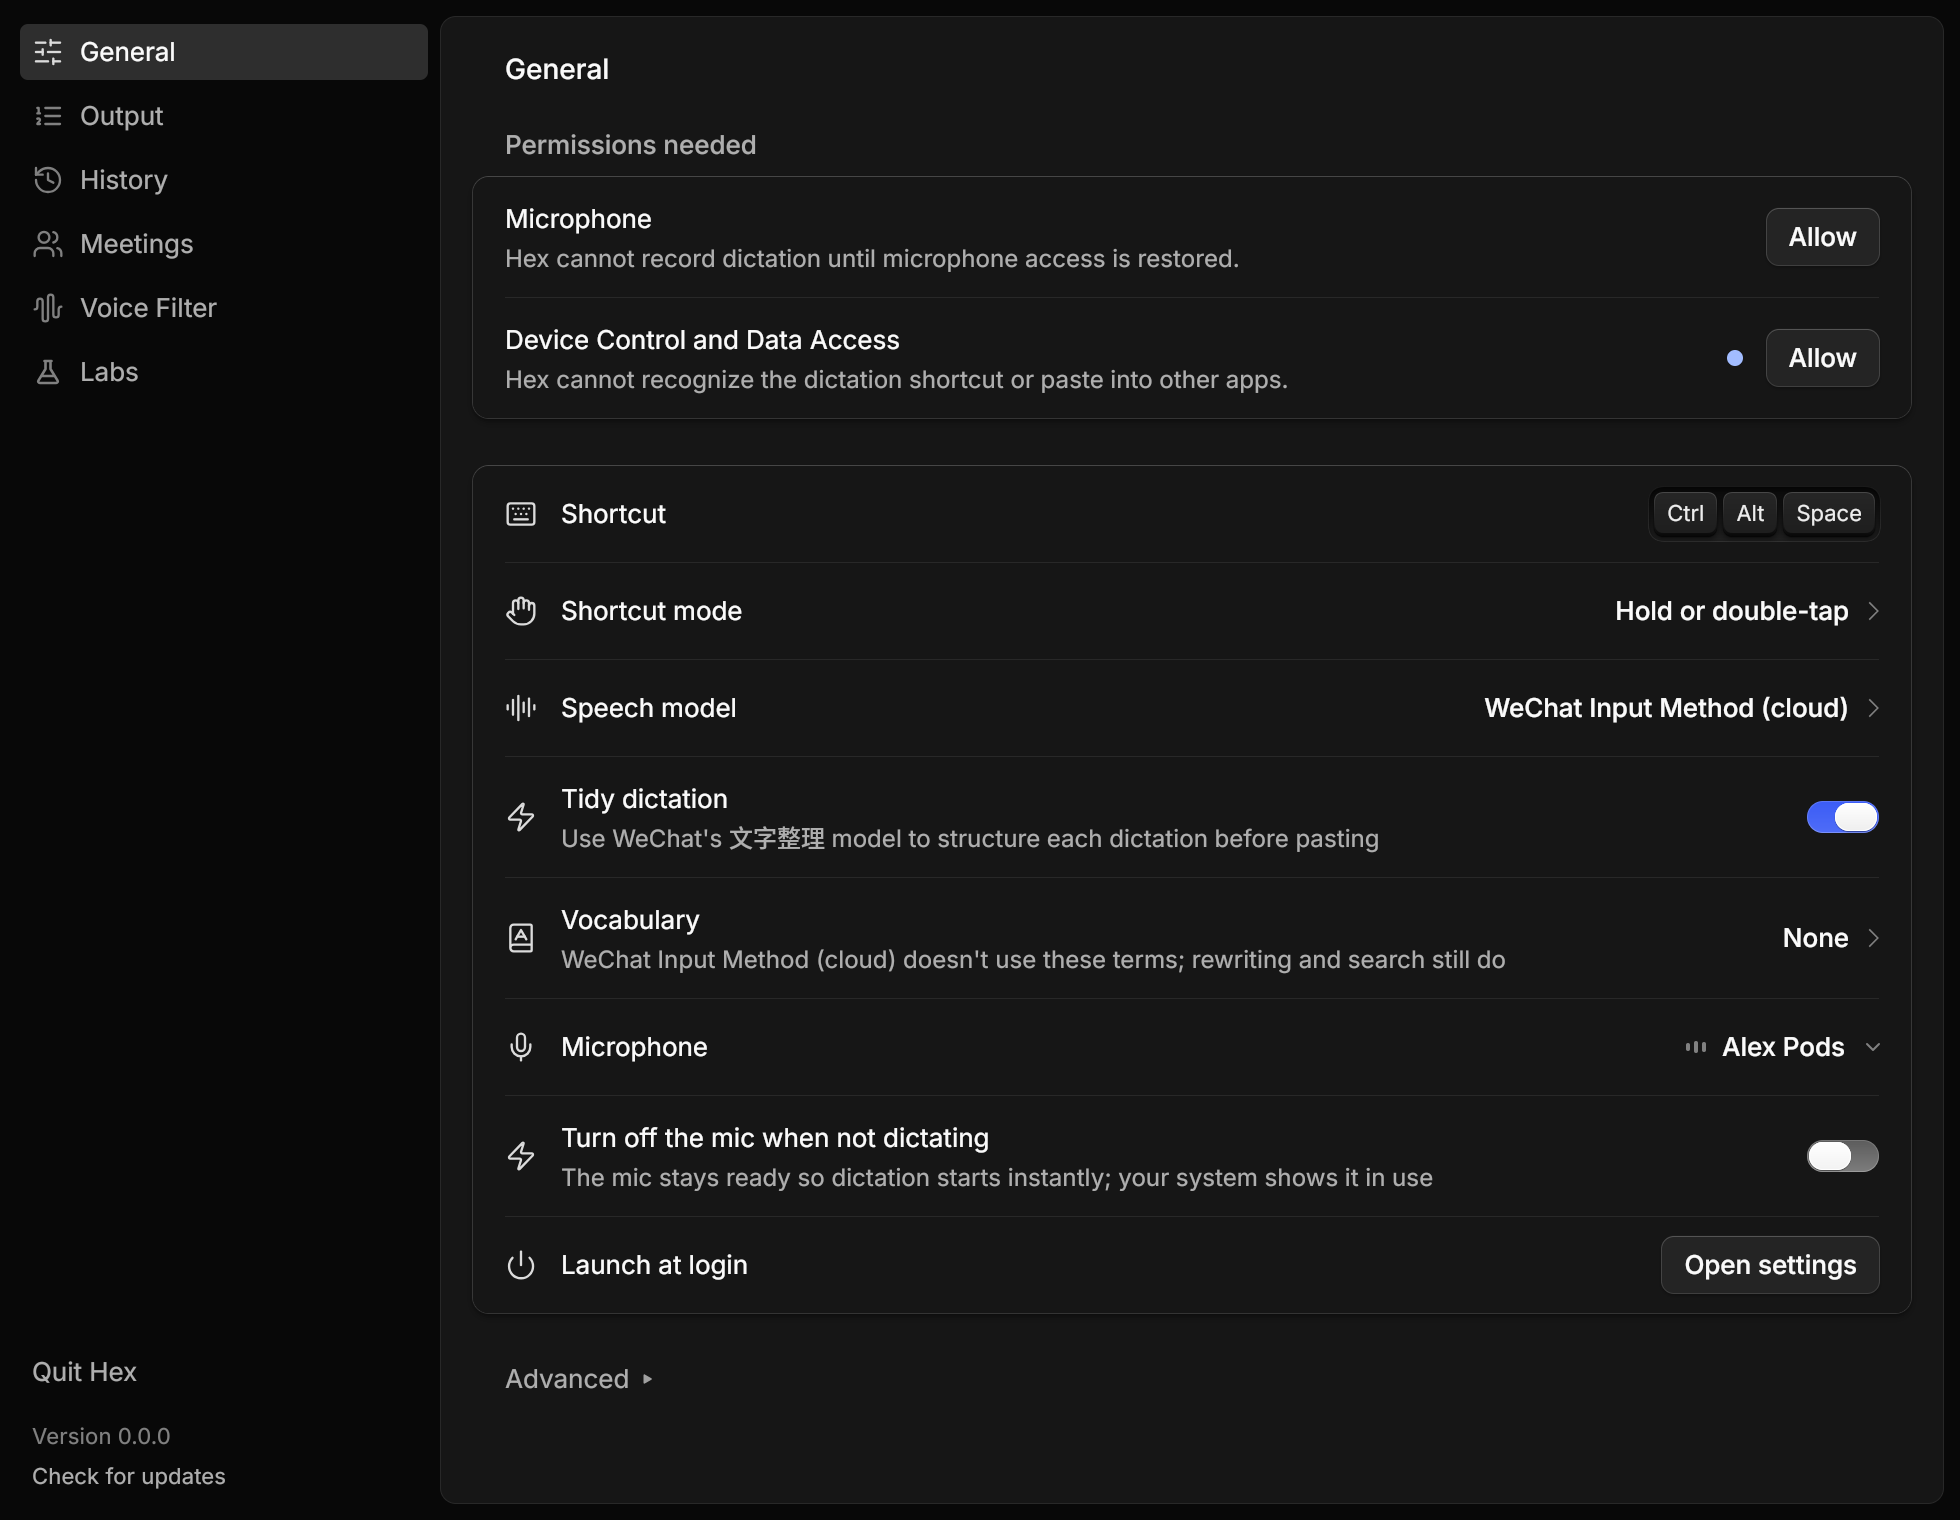 General
Output
History
Meetings
Voice Filter
Labs
Quit Hex
Version 0.0.0
Check for updates
General
Permissions needed
Microphone
Hex cannot record dictation until microphone access is restored.
Allow
Device Control and Data Access
Hex cannot recognize the dictation shortcut or paste into other apps.
Allow
Shortcut
Ctrl Alt Space
Shortcut mode
Hold or double-tap
Speech model
WeChat Input Method (cloud)
Tidy dictation
Use WeChat's 文字整理 model to structure each dictation before pasting
Vocabulary
WeChat Input Method (cloud) doesn't use these terms; rewriting and search still do
None
Microphone
Alex Pods
Turn off the mic when not dictating
The mic stays ready so dictation starts instantly; your system shows it in use
Launch at login
Open settings
Advanced